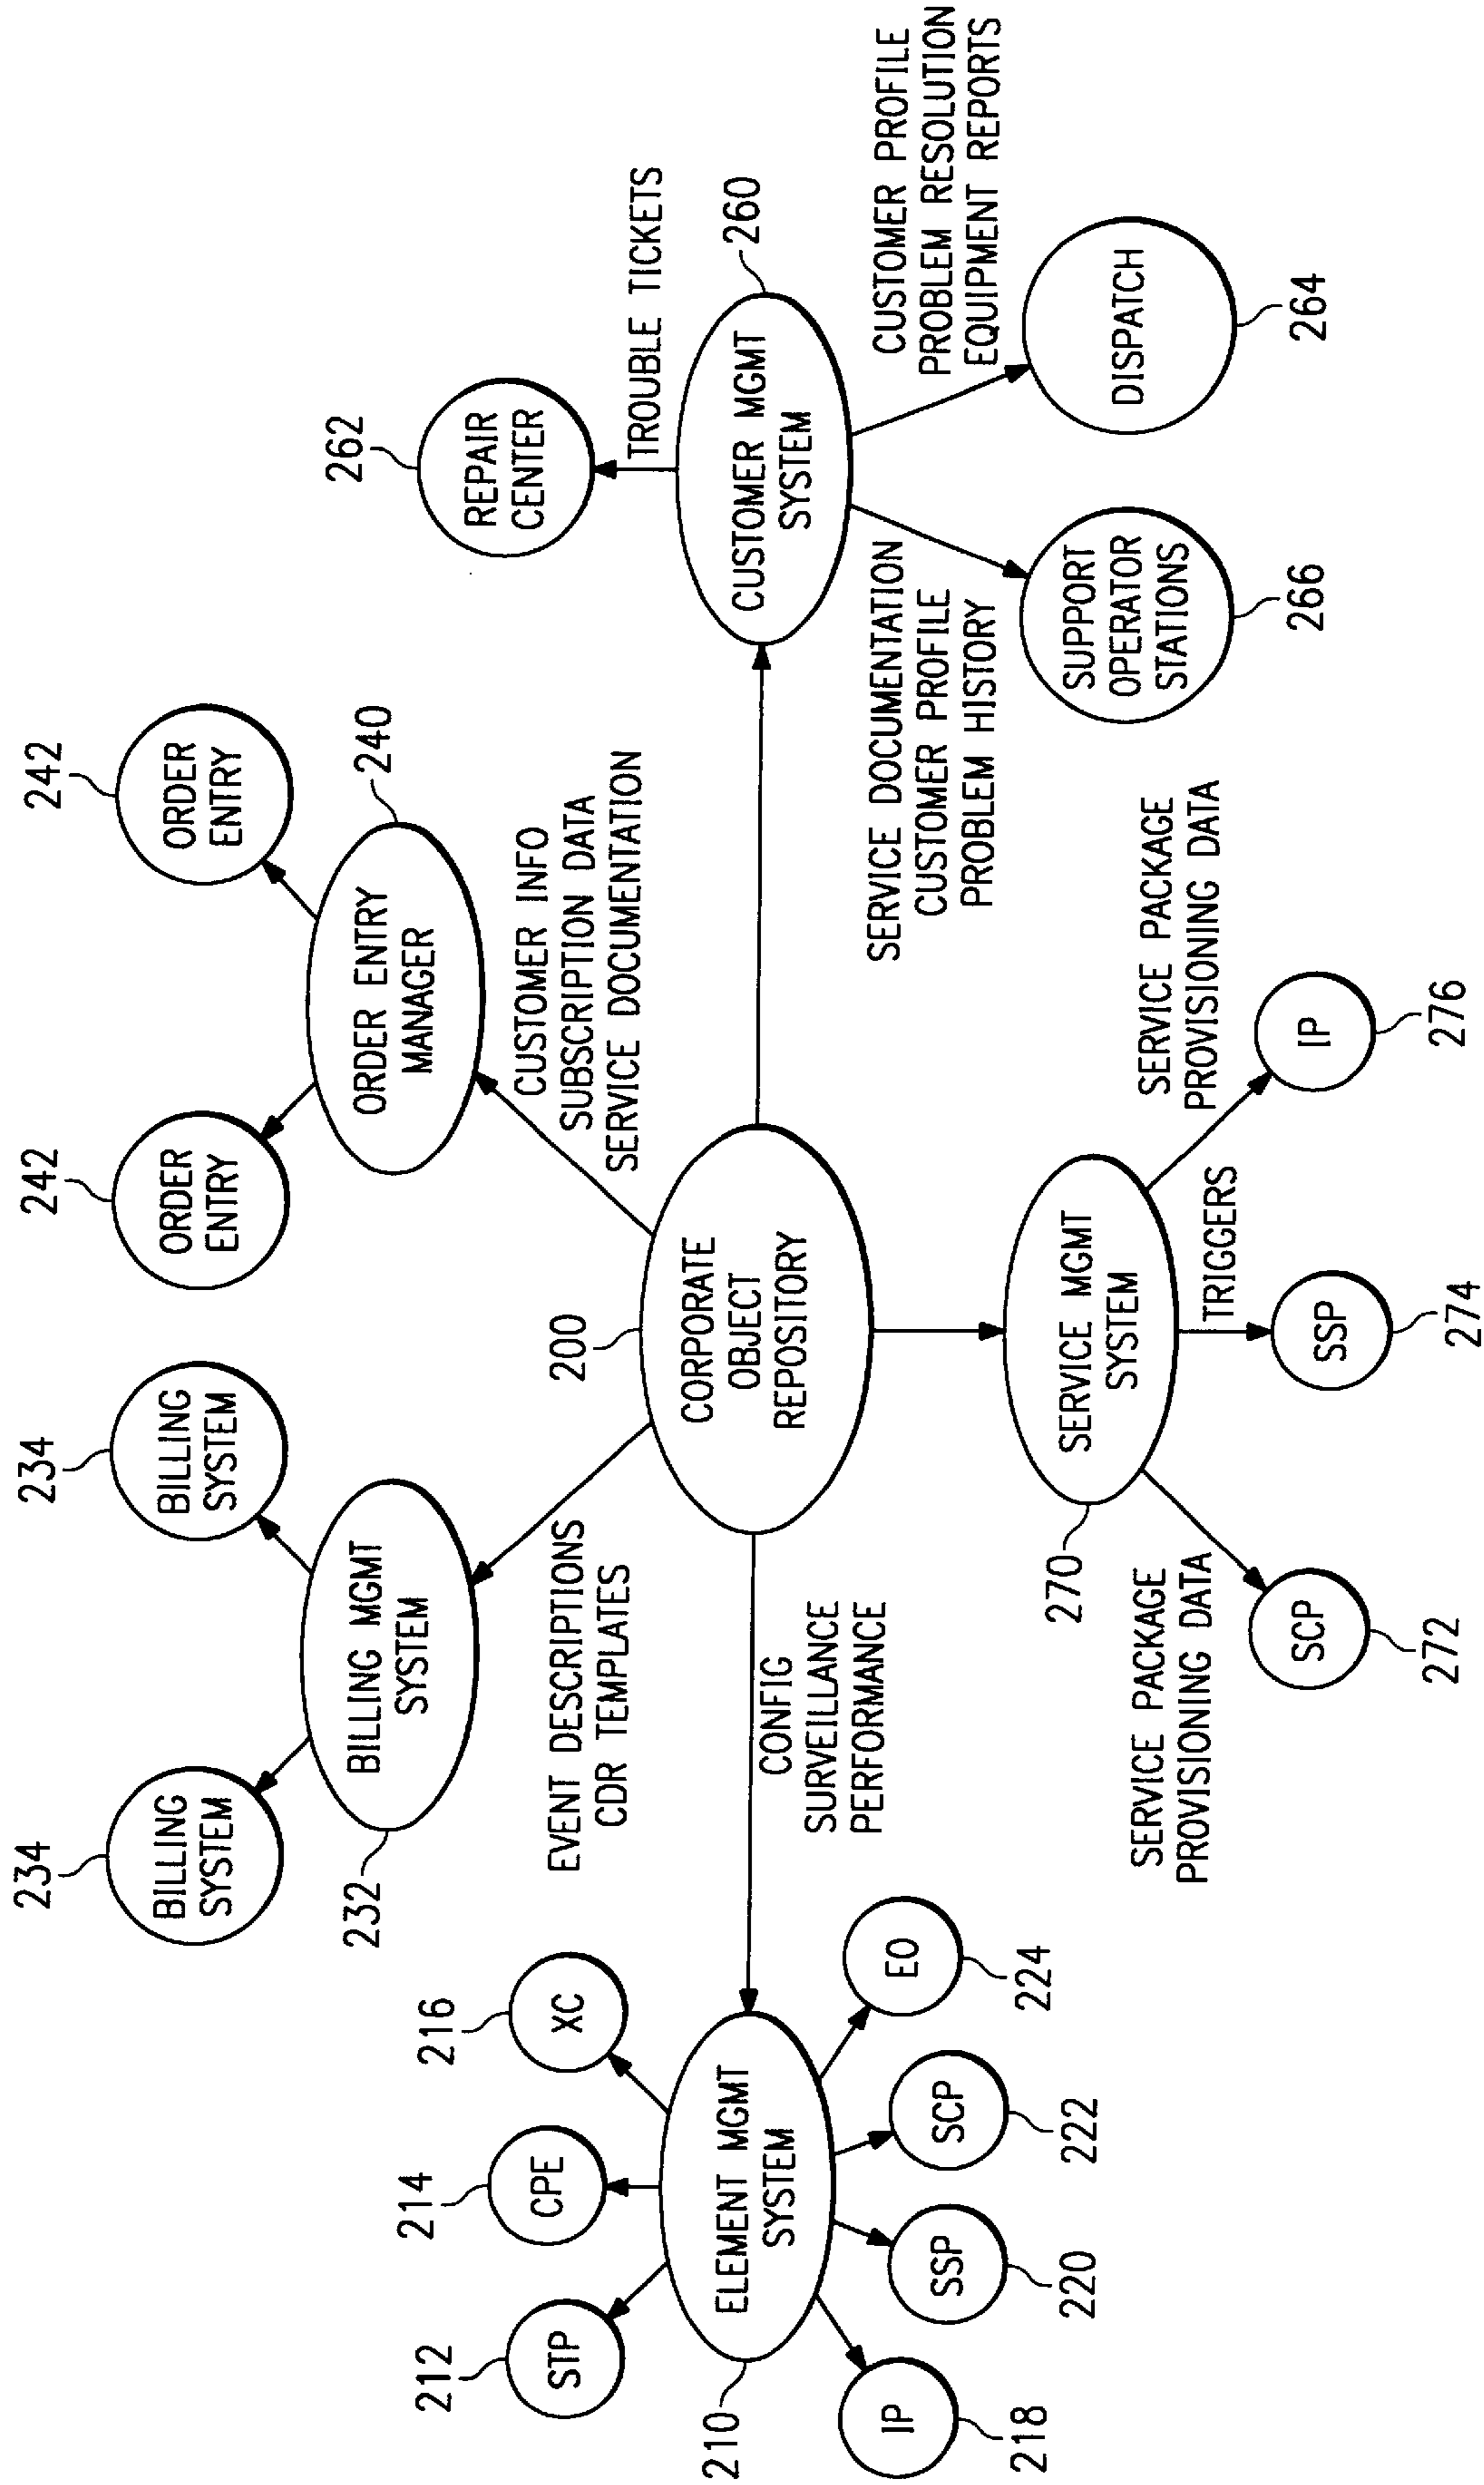 234
BILLING
SYSTEM
234
BILLING
SYSTEM
232
BILLING MGMT
SYSTEM
EVENT DESCRIPTIONS
CDR TEMPLATES
242
ORDER
ENTRY
242
ORDER
ENTRY
240
ORDER ENTRY
MANAGER
CUSTOMER INFO
SUBSCRIPTION DATA
SERVICE DOCUMENTATION
262
REPAIR
CENTER
TROUBLE TICKETS
260
CUSTOMER MGMT
SYSTEM
SERVICE DOCUMENTATION
CUSTOMER PROFILE
PROBLEM HISTORY
CUSTOMER PROFILE
PROBLEM RESOLUTION
EQUIPMENT REPORTS
SUPPORT
OPERATOR
STATIONS
266
DISPATCH
264
200
CORPORATE
OBJECT
REPOSITORY
CONFIG
SURVEILLANCE
PERFORMANCE
212
STP
214
CPE
216
XC
210
ELEMENT MGMT
SYSTEM
IP
218
SSP
220
SCP
222
EO
224
270
SERVICE MGMT
SYSTEM
SERVICE PACKAGE
PROVISIONING DATA
TRIGGERS
SERVICE PACKAGE
PROVISIONING DATA
SCP
272
SSP
274
IP
276